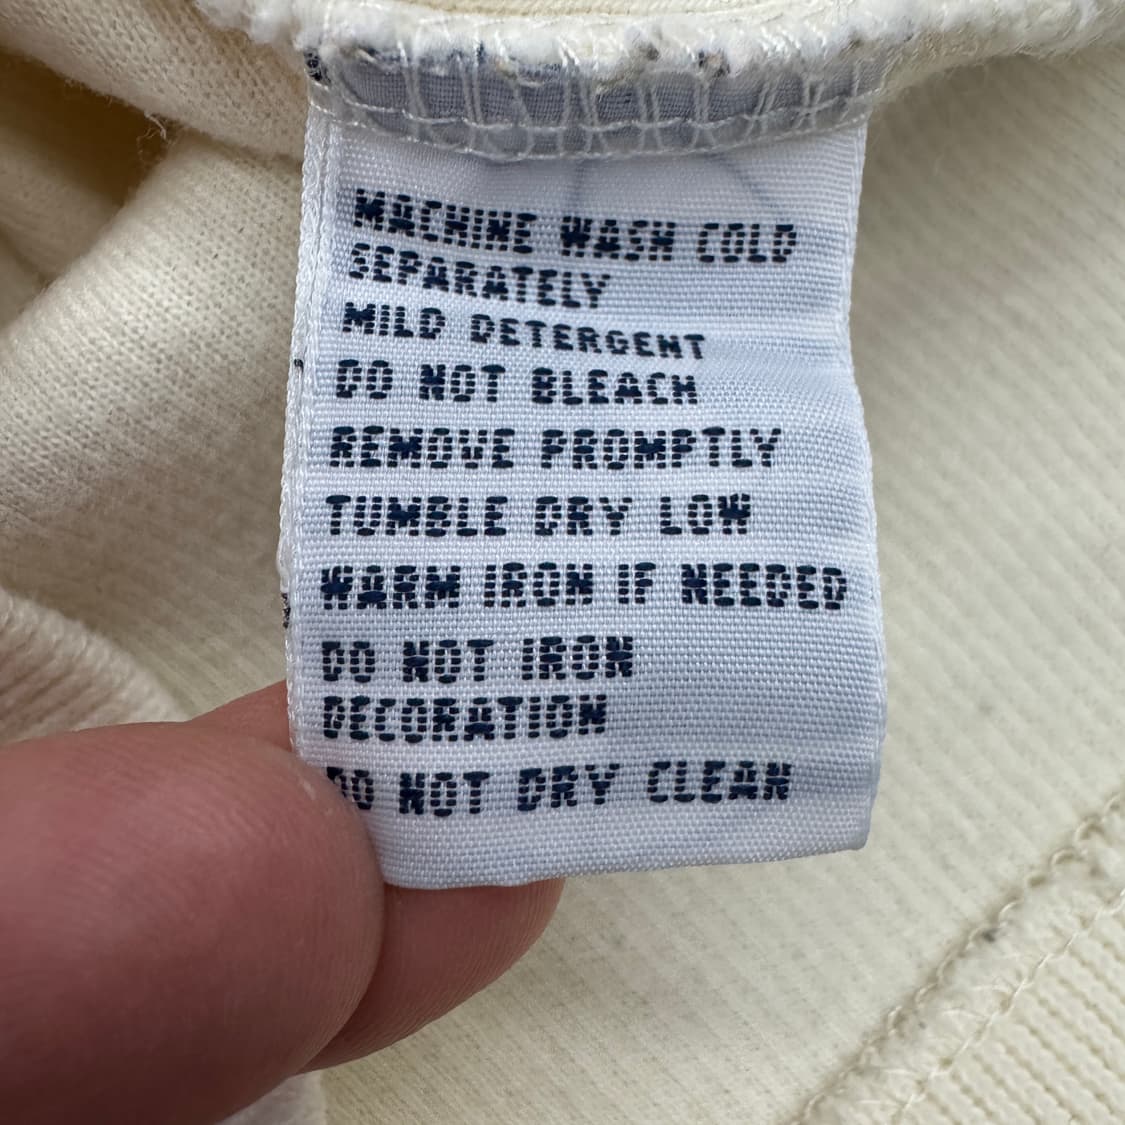 MACHINE WASH COLD
SEPARATELY
MILD DETERGENT
DO NOT BLEACH
REMOVE PROMPTLY
TUMBLE DRY LOW
WARM IRON IF NEEDED
DO NOT IRON
DECORATION
DO NOT DRY CLEAN